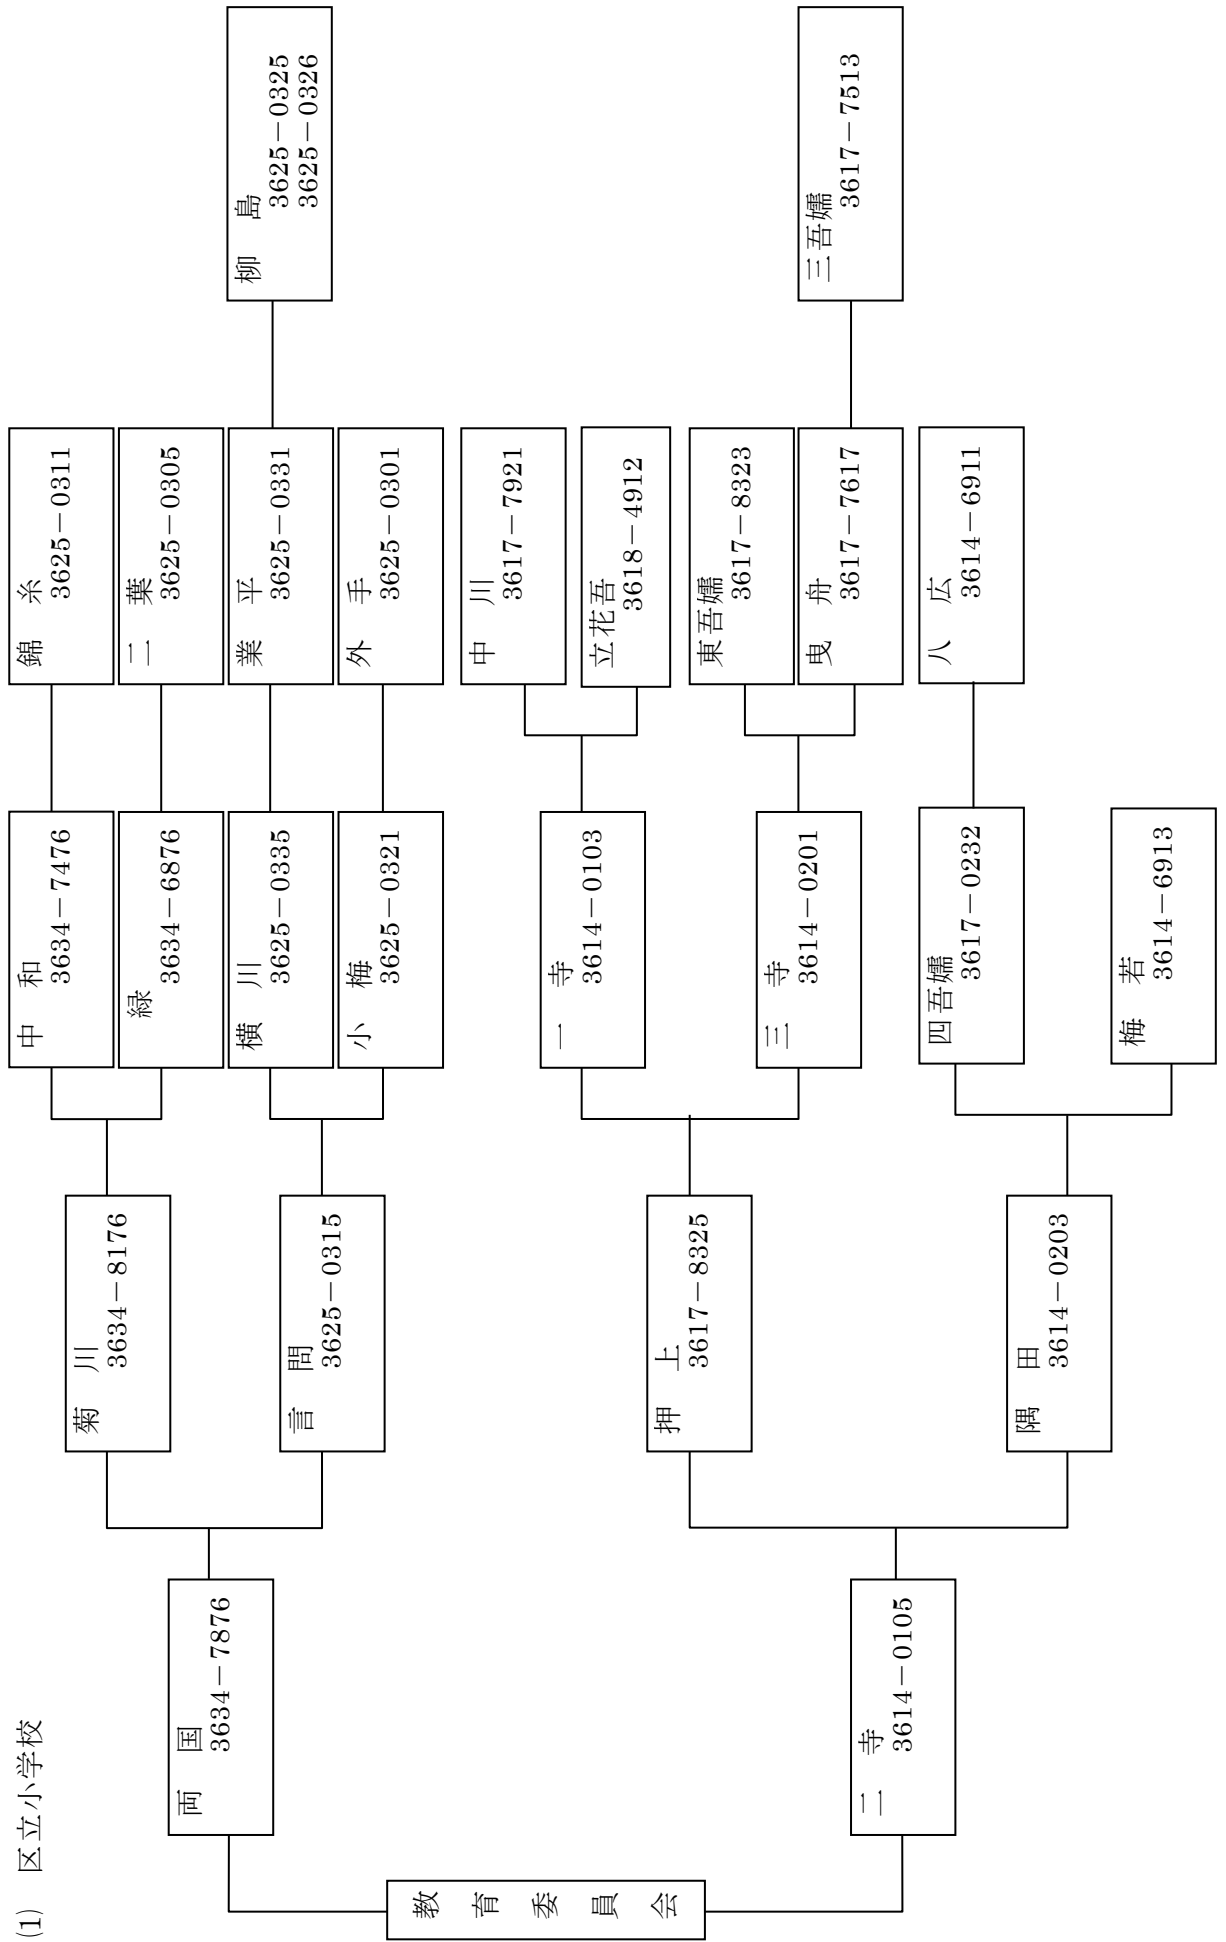 (1)　区立小学校
教育委員会
両　国
3634－7876
菊　川
3634－8176
中　和
3634－7476
錦　糸
3625－0311
緑
3634－6876
二　葉
3625－0305
言　問
3625－0315
横　川
3625－0335
業　平
3625－0331
柳　島
3625－0325
3625－0326
小　梅
3625－0321
外　手
3625－0301
二　寺
3614－0105
押　上
3617－8325
一　寺
3614－0103
中　川
3617－7921
立花吾
3618－4912
三　寺
3614－0201
東吾嬬
3617－8323
曳　舟
3617－7617
三吾嬬
3617－7513
隅　田
3614－0203
四吾嬬
3617－0232
八　広
3614－6911
梅　若
3614－6913